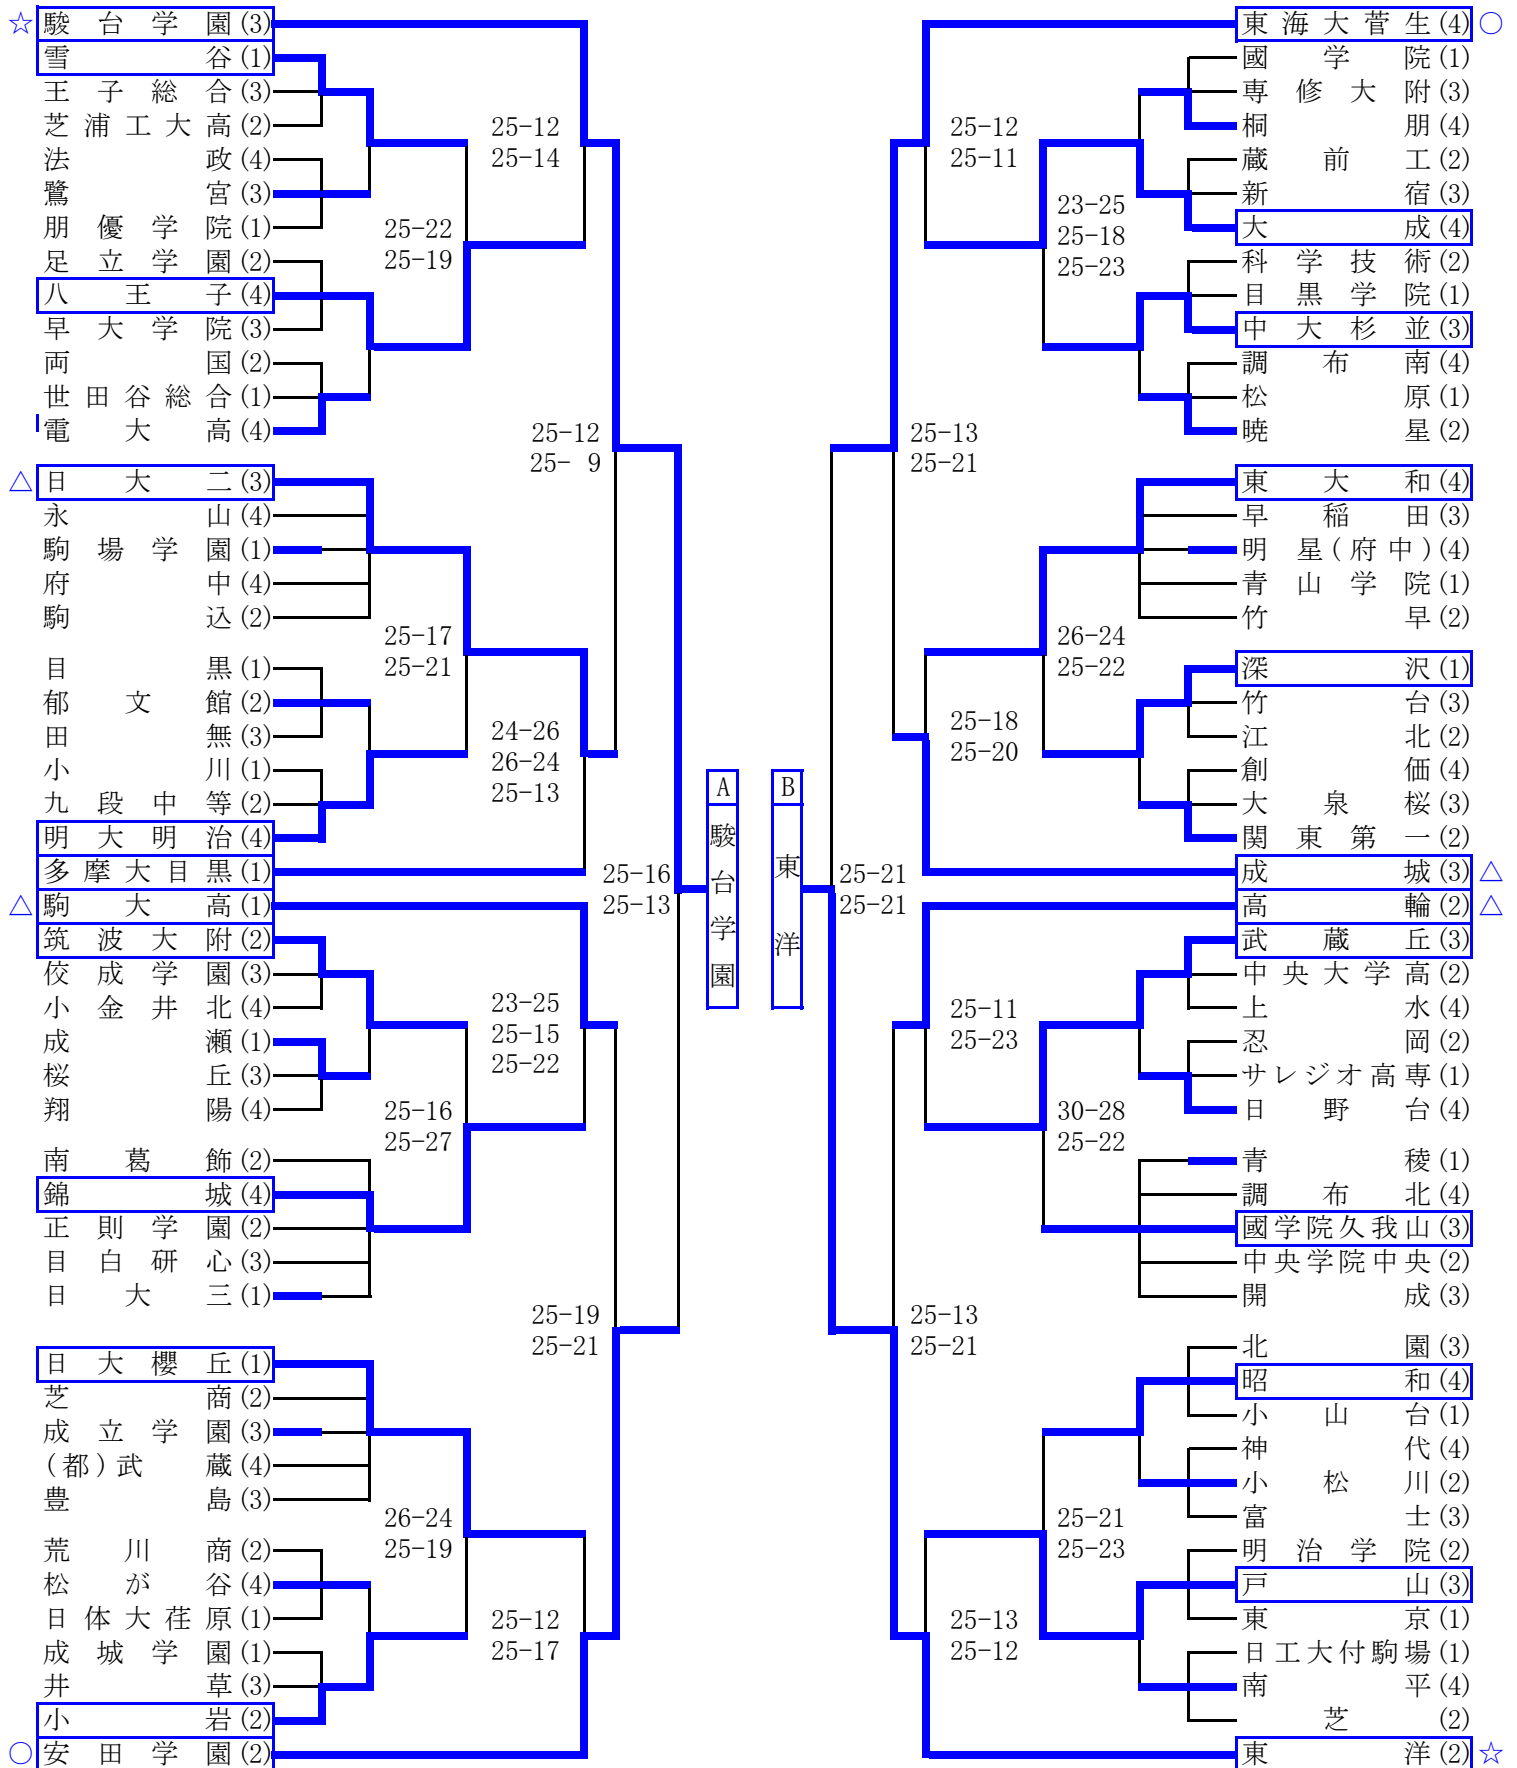 ☆駿台学園(3)
雪谷(1)
王子総合(3)
芝浦工大高(2)
法政(4)
鷺宮(3)
朋優学院(1)
足立学園(2)
八王子(4)
早大学院(3)
両国(2)
世田谷総合(1)
電大高(4)
△日大二(3)
永山(4)
駒場学園(1)
府中(4)
駒込(2)
目黒(1)
郁文館(2)
田無(3)
小川(1)
九段中等(2)
明大明治(4)
多摩大目黒(1)
△駒大高(1)
筑波大附(2)
佼成学園(3)
小金井北(4)
成瀬(1)
桜丘(3)
翔陽(4)
南葛飾(2)
錦城(4)
正則学園(2)
目白研心(3)
日大三(1)
日大櫻丘(1)
芝商(2)
成立学園(3)
(都)武蔵(4)
豊島(3)
荒川商(2)
松が谷(4)
日体大荏原(1)
成城学園(1)
井草(3)
小岩(2)
○安田学園(2)
25-22
25-19
25-17
25-21
25-16
25-27
26-24
25-19
25-12
25-14
24-26
26-24
25-13
23-25
25-15
25-22
25-12
25-17
25-12
25- 9
25-19
25-21
25-16
25-13
A
駿台学園
B
東洋
25-21
25-21
25-13
25-21
25-13
25-21
25-12
25-11
25-18
25-20
25-11
25-23
25-13
25-12
23-25
25-18
25-23
26-24
25-22
30-28
25-22
25-21
25-23
東海大菅生(4)○
國学院(1)
専修大附(3)
桐朋(4)
蔵前工(2)
新宿(3)
大成(4)
科学技術(2)
目黒学院(1)
中大杉並(3)
調布南(4)
松原(1)
暁星(2)
東大和(4)
早稲田(3)
明星(府中)(4)
青山学院(1)
竹早(2)
深沢(1)
竹台(3)
江北(2)
創価(4)
大泉桜(3)
関東第一(2)
成城(3)△
高輪(2)△
武蔵丘(3)
中央大学高(2)
上水(4)
忍岡(2)
サレジオ高専(1)
日野台(4)
青稜(1)
調布北(4)
國学院久我山(3)
中央学院中央(2)
開成(3)
北園(3)
昭和(4)
小山台(1)
神代(4)
小松川(2)
富士(3)
明治学院(2)
戸山(3)
東京(1)
日工大付駒場(1)
南平(4)
芝(2)
東洋(2)☆